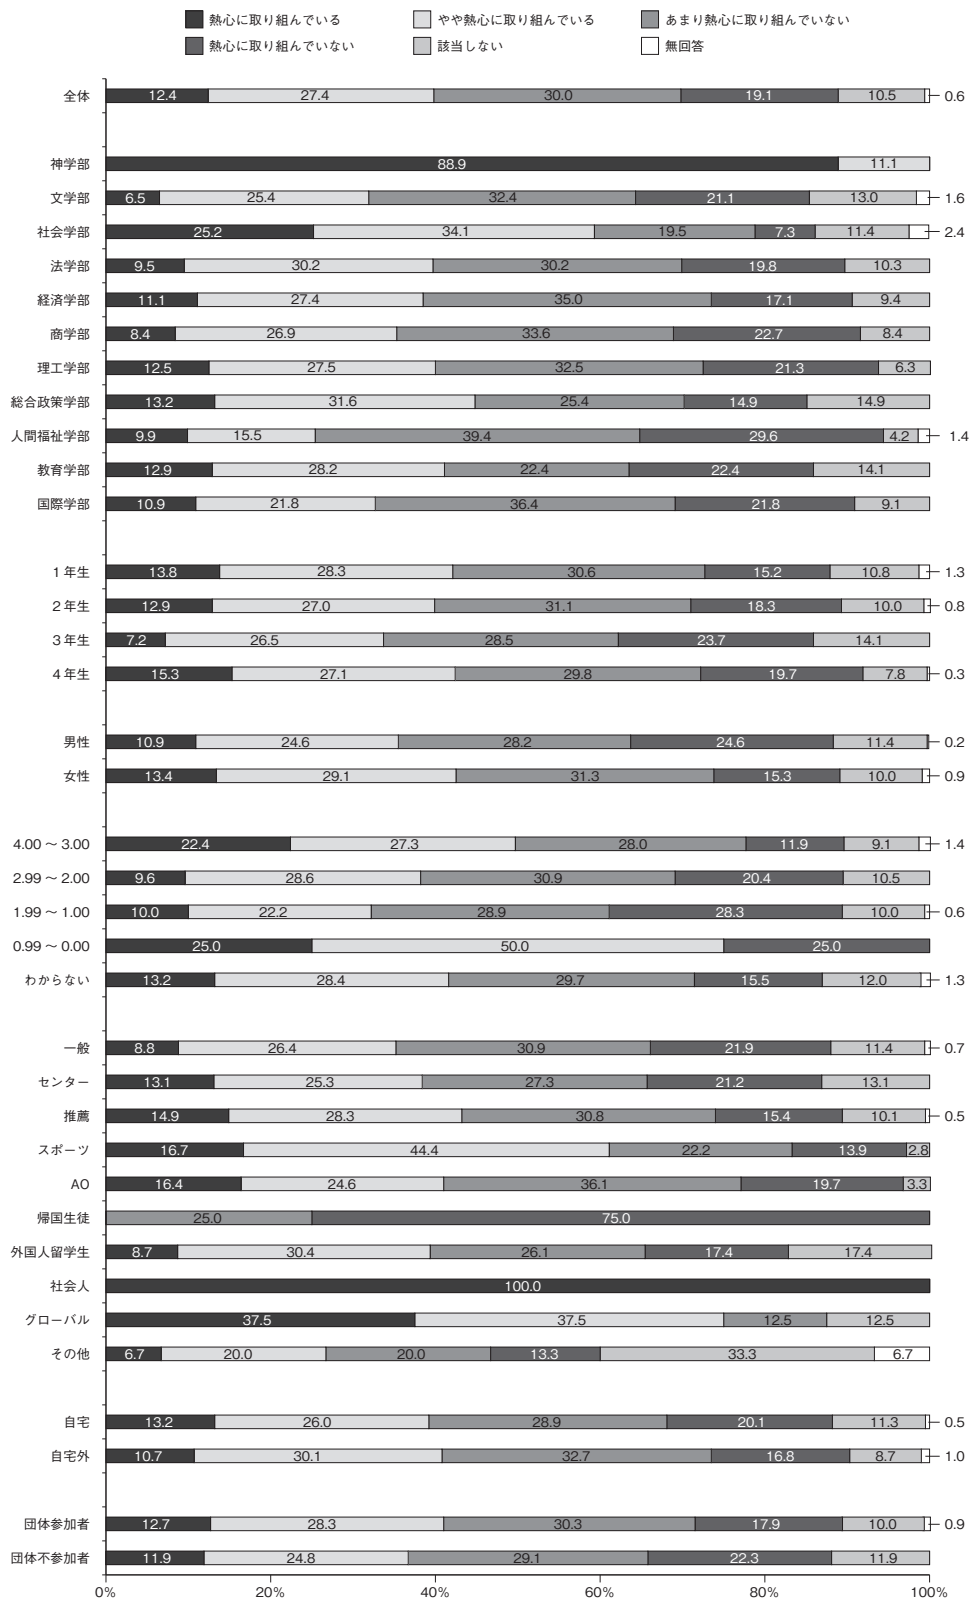 熱心に取り組んでいる やや熱心に取り組んでいる あまり熱心に取り組んでいない
熱心に取り組んでいない 該当しない 無回答
全体 12.4 27.4 30.0 19.1 10.5 0.6
神学部 88.9 11.1
文学部 6.5 25.4 32.4 21.1 13.0 1.6
社会学部 25.2 34.1 19.5 7.3 11.4 2.4
法学部 9.5 30.2 30.2 19.8 10.3
経済学部 11.1 27.4 35.0 17.1 9.4
商学部 8.4 26.9 33.6 22.7 8.4
理工学部 12.5 27.5 32.5 21.3 6.3
総合政策学部 13.2 31.6 25.4 14.9 14.9
人間福祉学部 9.9 15.5 39.4 29.6 4.2 1.4
教育学部 12.9 28.2 22.4 22.4 14.1
国際学部 10.9 21.8 36.4 21.8 9.1
1年生 13.8 28.3 30.6 15.2 10.8 1.3
2年生 12.9 27.0 31.1 18.3 10.0 0.8
3年生 7.2 26.5 28.5 23.7 14.1
4年生 15.3 27.1 29.8 19.7 7.8 0.3
男性 10.9 24.6 28.2 24.6 11.4 0.2
女性 13.4 29.1 31.3 15.3 10.0 0.9
4.00～3.00 22.4 27.3 28.0 11.9 9.1 1.4
2.99～2.00 9.6 28.6 30.9 20.4 10.5
1.99～1.00 10.0 22.2 28.9 28.3 10.0 0.6
0.99～0.00 25.0 50.0 25.0
わからない 13.2 28.4 29.7 15.5 12.0 1.3
一般 8.8 26.4 30.9 21.9 11.4 0.7
センター 13.1 25.3 27.3 21.2 13.1
推薦 14.9 28.3 30.8 15.4 10.1 0.5
スポーツ 16.7 44.4 22.2 13.9 2.8
AO 16.4 24.6 36.1 19.7 3.3
帰国生徒 25.0 75.0
外国人留学生 8.7 30.4 26.1 17.4 17.4
社会人 100.0
グローバル 37.5 37.5 12.5 12.5
その他 6.7 20.0 20.0 13.3 33.3 6.7
自宅 13.2 26.0 28.9 20.1 11.3 0.5
自宅外 10.7 30.1 32.7 16.8 8.7 1.0
団体参加者 12.7 28.3 30.3 17.9 10.0 0.9
団体不参加者 11.9 24.8 29.1 22.3 11.9
0% 20% 40% 60% 80% 100%